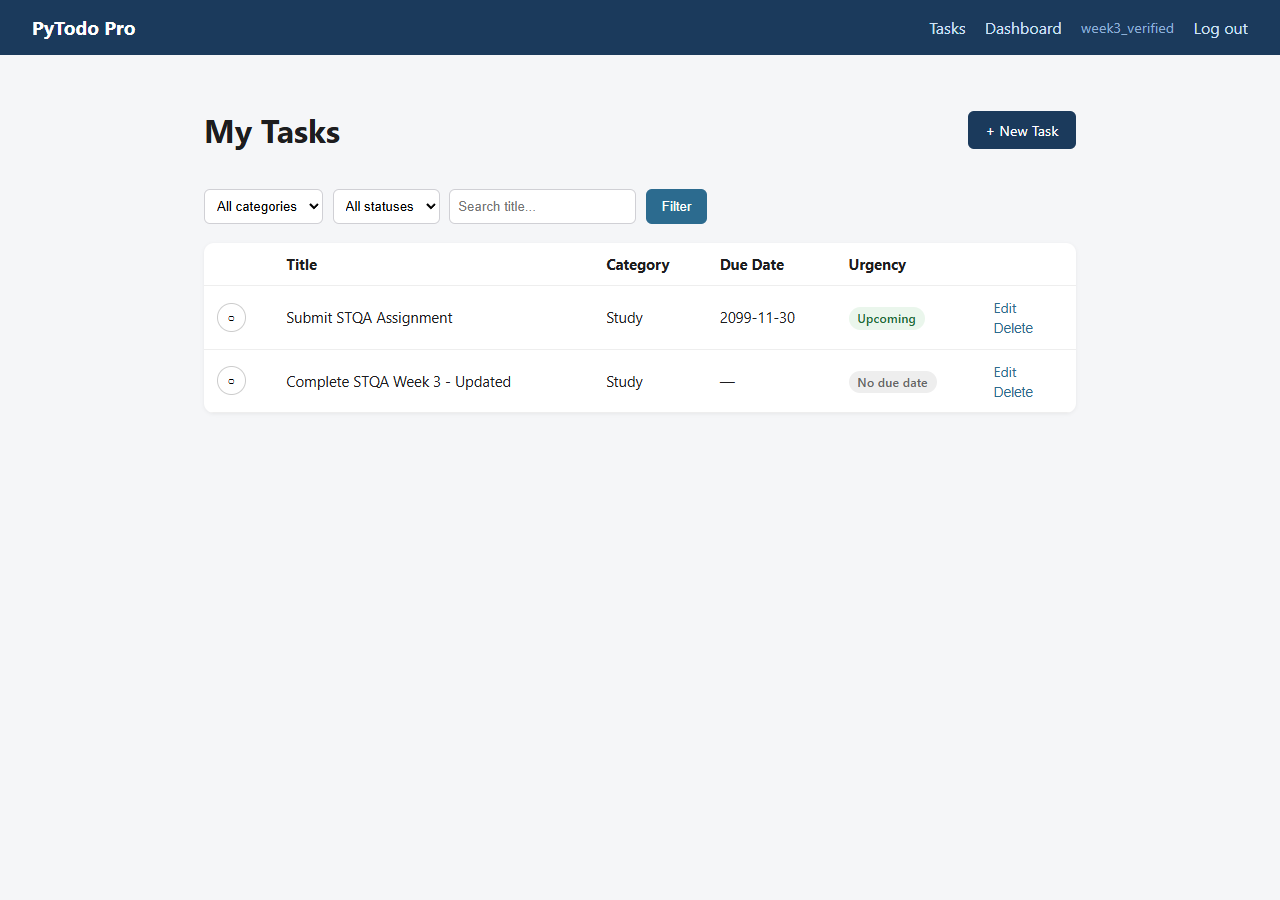 PyTodo Pro
Tasks Dashboard week3_verified Log out
My Tasks
+ New Task
All categories All statuses Search title... Filter
Title Category Due Date Urgency
Submit STQA Assignment Study 2099-11-30 Upcoming Edit
Delete
Complete STQA Week 3 - Updated Study — No due date Edit
Delete